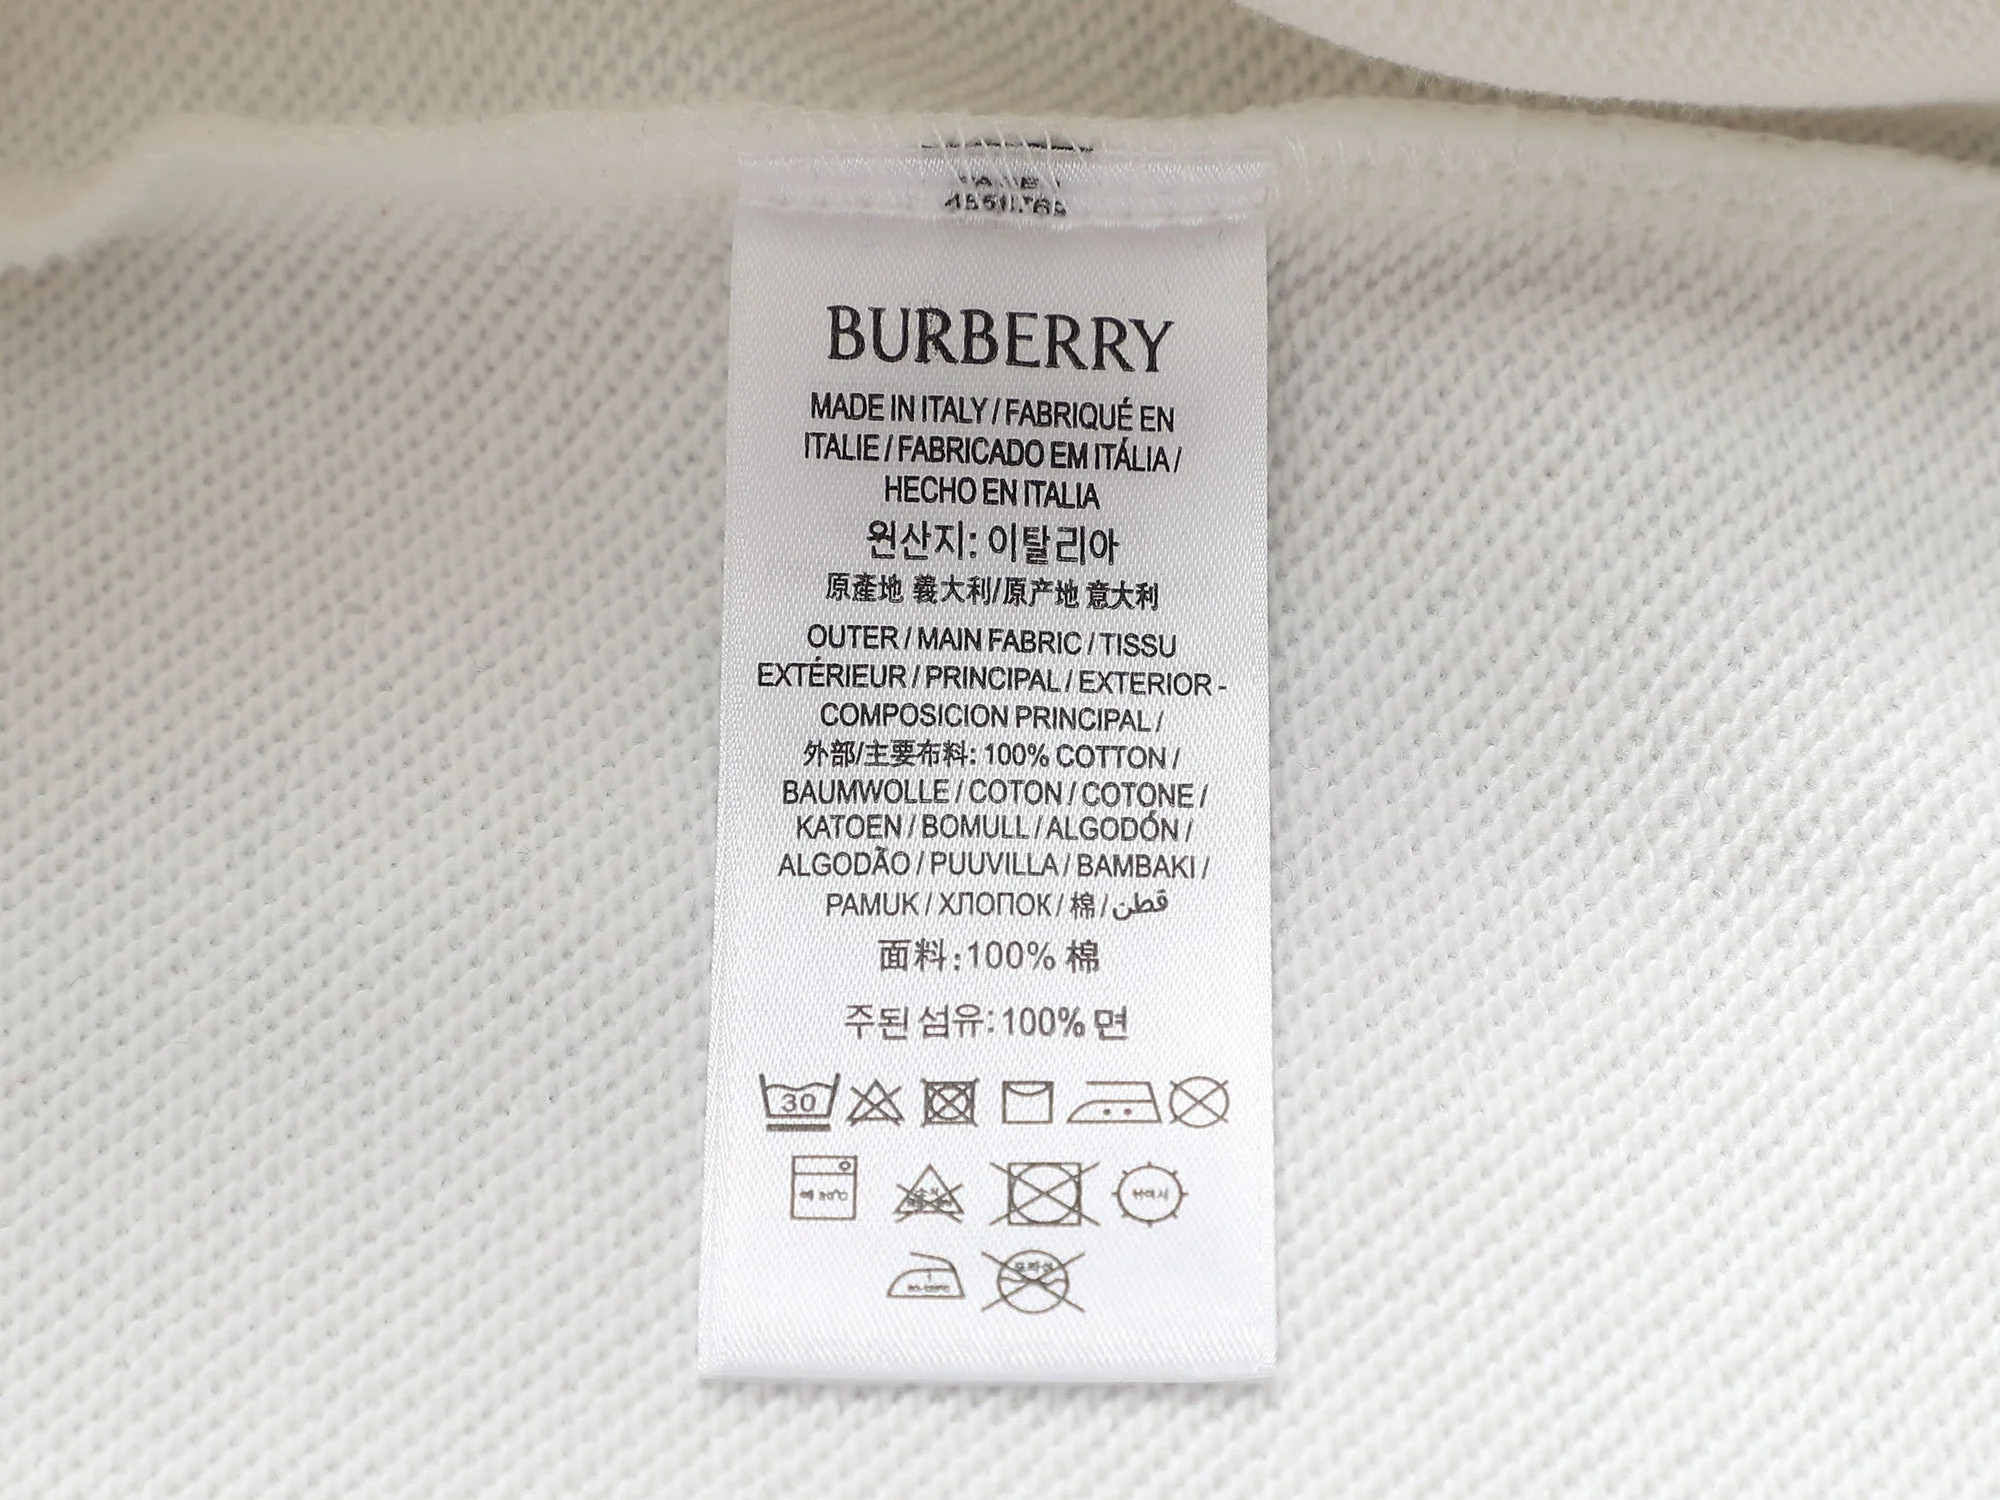 BURBERRY
MADE IN ITALY / FABRIQUÉ EN
ITALIE / FABRICADO EM ITÁLIA /
HECHO EN ITALIA
원산지: 이탈리아
原產地 義大利/原产地 意大利
OUTER / MAIN FABRIC / TISSU
EXTÉRIEUR / PRINCIPAL / EXTERIOR -
COMPOSICION PRINCIPAL /
外部/主要布料: 100% COTTON /
BAUMWOLLE / COTON / COTONE /
KATOEN / BOMULL / ALGODÓN /
ALGODÃO / PUUVILLA / BAMBAKI /
PAMUK / ХЛОПОК / 棉 / قطن
面料:100% 棉
주된 섬유:100% 면
30